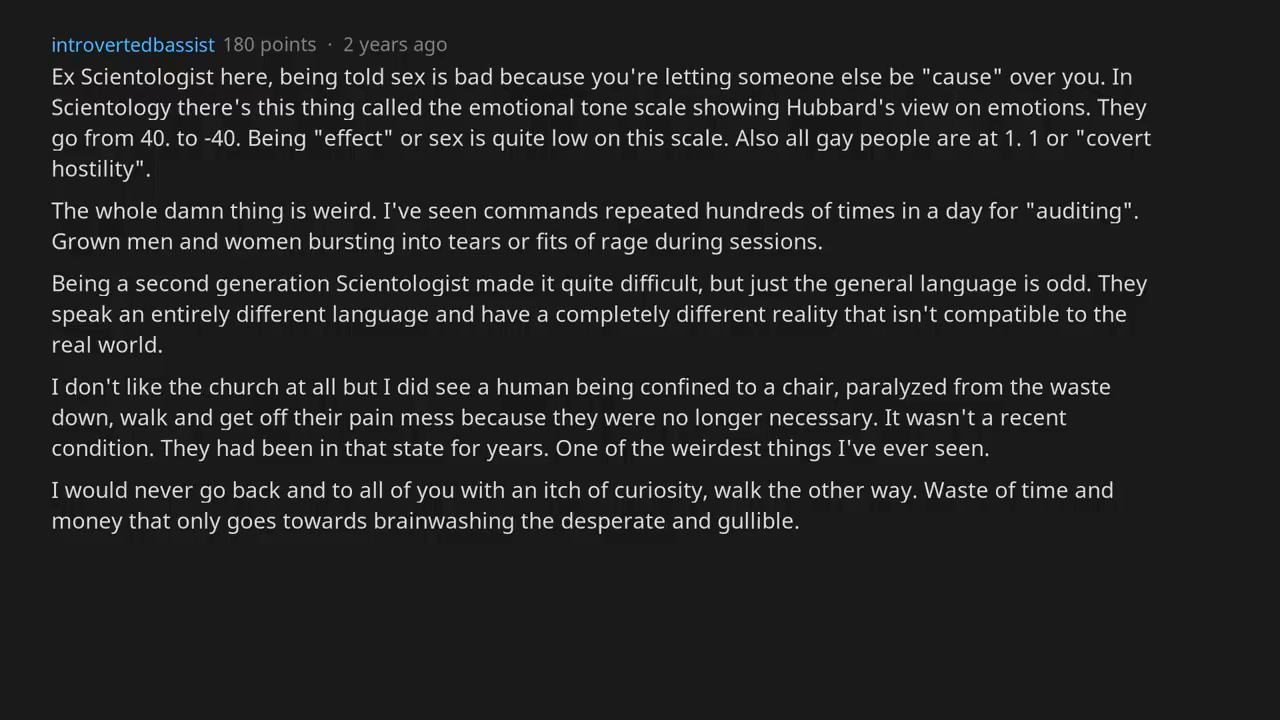 introvertedbassist 180 points · 2 years ago
Ex Scientologist here, being told sex is bad because you're letting someone else be "cause" over you. In
Scientology there's this thing called the emotional tone scale showing Hubbard's view on emotions. They
go from 40. to -40. Being "effect" or sex is quite low on this scale. Also all gay people are at 1. 1 or "covert
hostility".
The whole damn thing is weird. I've seen commands repeated hundreds of times in a day for "auditing".
Grown men and women bursting into tears or fits of rage during sessions.
Being a second generation Scientologist made it quite difficult, but just the general language is odd. They
speak an entirely different language and have a completely different reality that isn't compatible to the
real world.
I don't like the church at all but I did see a human being confined to a chair, paralyzed from the waste
down, walk and get off their pain mess because they were no longer necessary. It wasn't a recent
condition. They had been in that state for years. One of the weirdest things I've ever seen.
I would never go back and to all of you with an itch of curiosity, walk the other way. Waste of time and
money that only goes towards brainwashing the desperate and gullible.